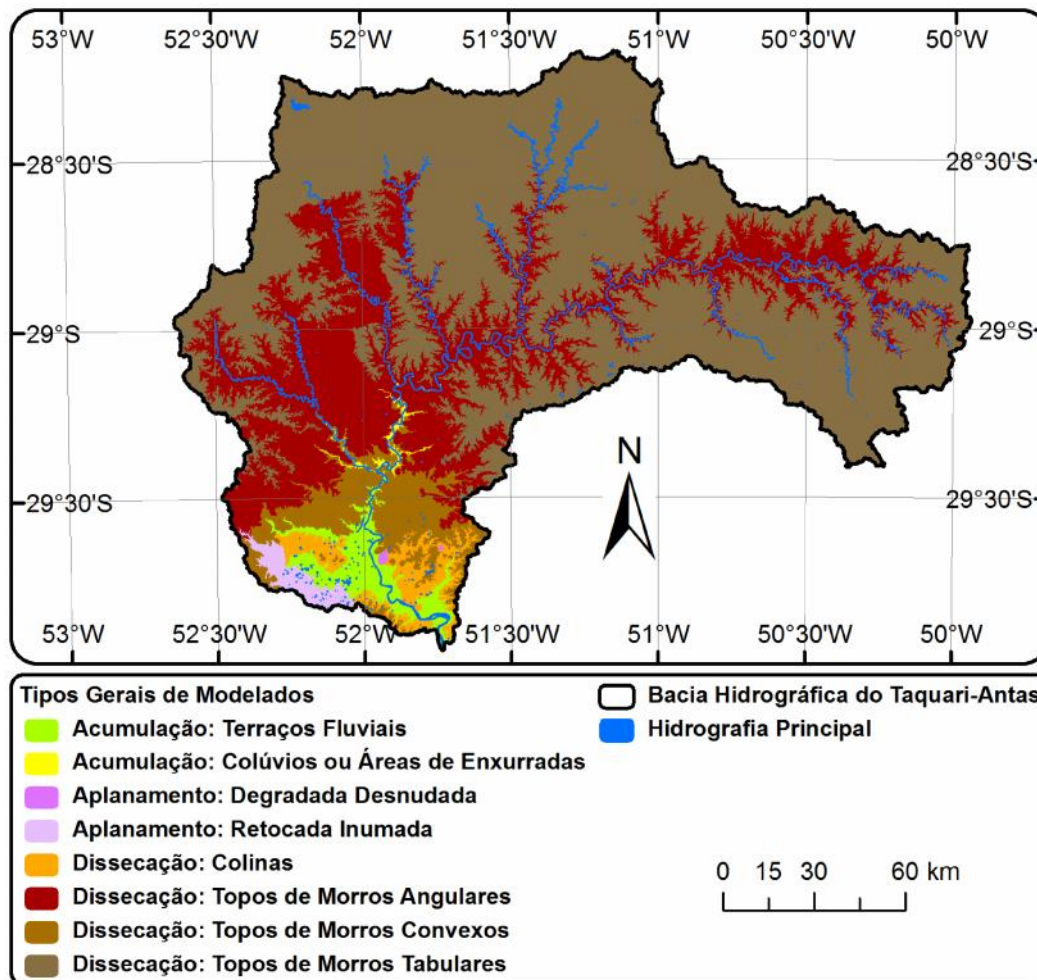 53°W 52°30'W 52°W 51°30'W 51°W 50°30'W 50°W
28°30'S 28°30'S
29°S 29°S
N
29°30'S 29°30'S
53°W 52°30'W 52°W 51°30'W 51°W 50°30'W 50°W
Tipos Gerais de Modelados
Acumulação: Terraços Fluviais
Acumulação: Colúvios ou Áreas de Enxurradas
Aplanamento: Degradada Desnudada
Aplanamento: Retocada Inumada
Dissecação: Colinas
Dissecação: Topos de Morros Angulares
Dissecação: Topos de Morros Convexos
Dissecação: Topos de Morros Tabulares
Bacia Hidrográfica do Taquari-Antas
Hidrografia Principal
0 15 30 60 km